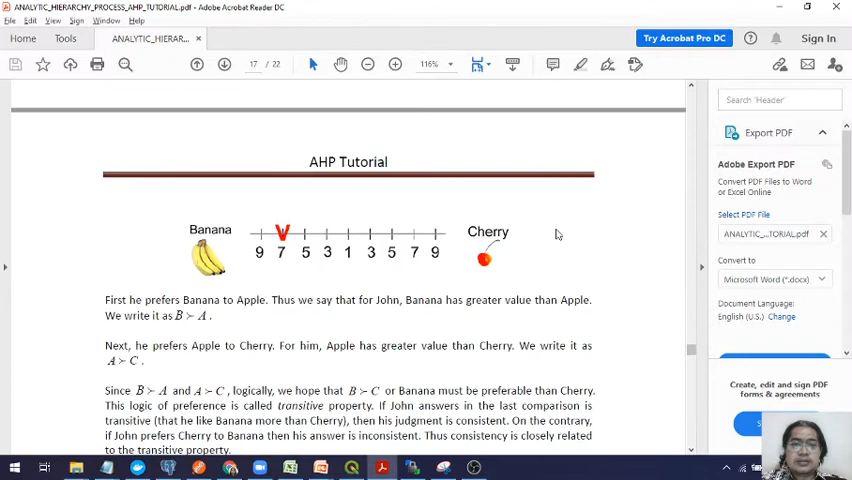 ANALYTIC_HIERARCHY_PROCESS_AHP_TUTORIAL.pdf - Adobe Acrobat Reader DC
File Edit View Sign Window Help
Home Tools ANALYTIC_HIERAR... × Try Acrobat Pro DC Sign In
17 / 22 116%
AHP Tutorial
Banana Cherry
9 7 5 3 1 3 5 7 9
First he prefers Banana to Apple. Thus we say that for John, Banana has greater value than Apple.
We write it as B ≻ A .
Next, he prefers Apple to Cherry. For him, Apple has greater value than Cherry. We write it as
A ≻ C .
Since B ≻ A and A ≻ C , logically, we hope that B ≻ C or Banana must be preferable than Cherry.
This logic of preference is called transitive property. If John answers in the last comparison is
transitive (that he like Banana more than Cherry), then his judgment is consistent. On the contrary,
if John prefers Cherry to Banana then his answer is inconsistent. Thus consistency is closely related
to the transitive property.
Search 'Header'
Export PDF
Adobe Export PDF
Convert PDF Files to Word
or Excel Online
Select PDF File
ANALYTIC_...TORIAL.pdf
Convert to
Microsoft Word (*.docx)
Document Language:
English (U.S.) Change
Create, edit and sign PDF
forms & agreements